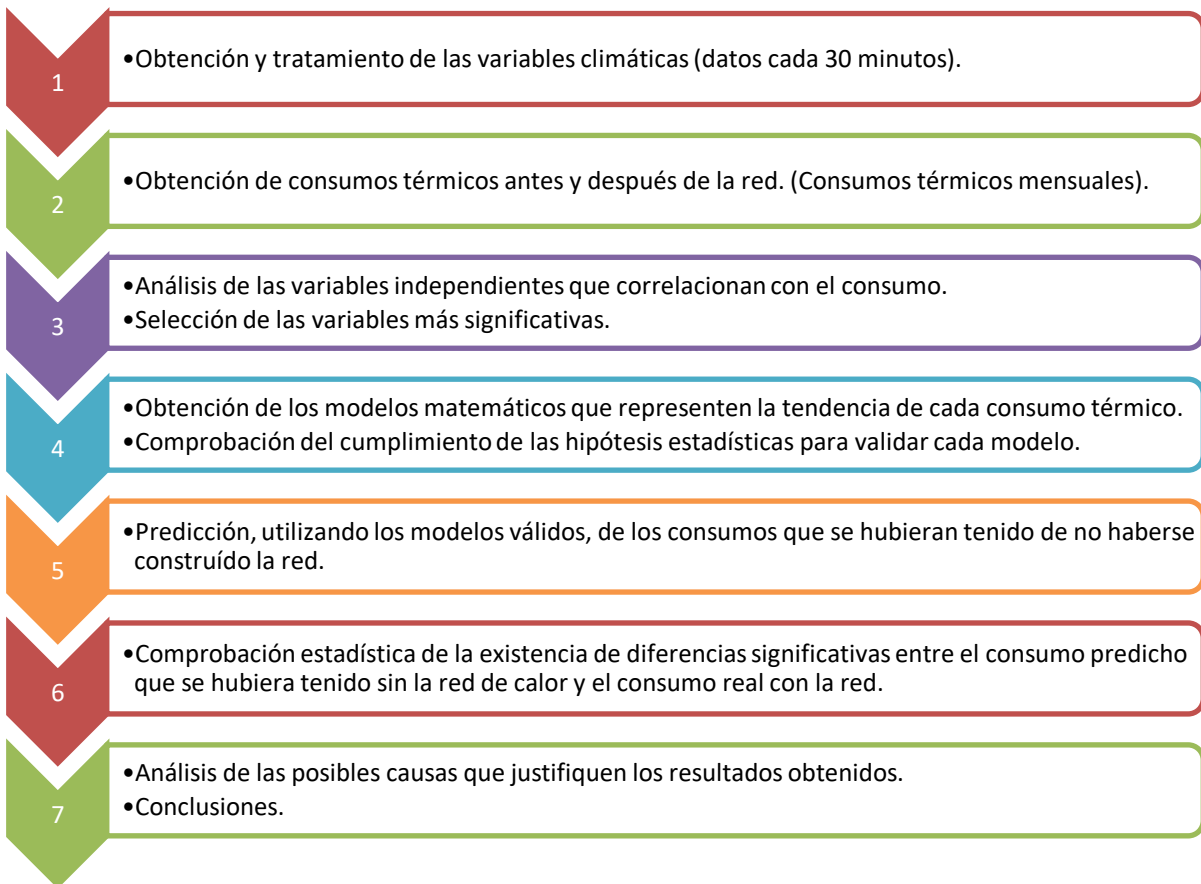 1
•Obtención y tratamiento de las variables climáticas (datos cada 30 minutos).
2
•Obtención de consumos térmicos antes y después de la red. (Consumos térmicos mensuales).
3
•Análisis de las variables independientes que correlacionan con el consumo.
•Selección de las variables más significativas.
4
•Obtención de los modelos matemáticos que representen la tendencia de cada consumo térmico.
•Comprobación del cumplimiento de las hipótesis estadísticas para validar cada modelo.
5
•Predicción, utilizando los modelos válidos, de los consumos que se hubieran tenido de no haberse
construído la red.
6
•Comprobación estadística de la existencia de diferencias significativas entre el consumo predicho
que se hubiera tenido sin la red de calor y el consumo real con la red.
7
•Análisis de las posibles causas que justifiquen los resultados obtenidos.
•Conclusiones.